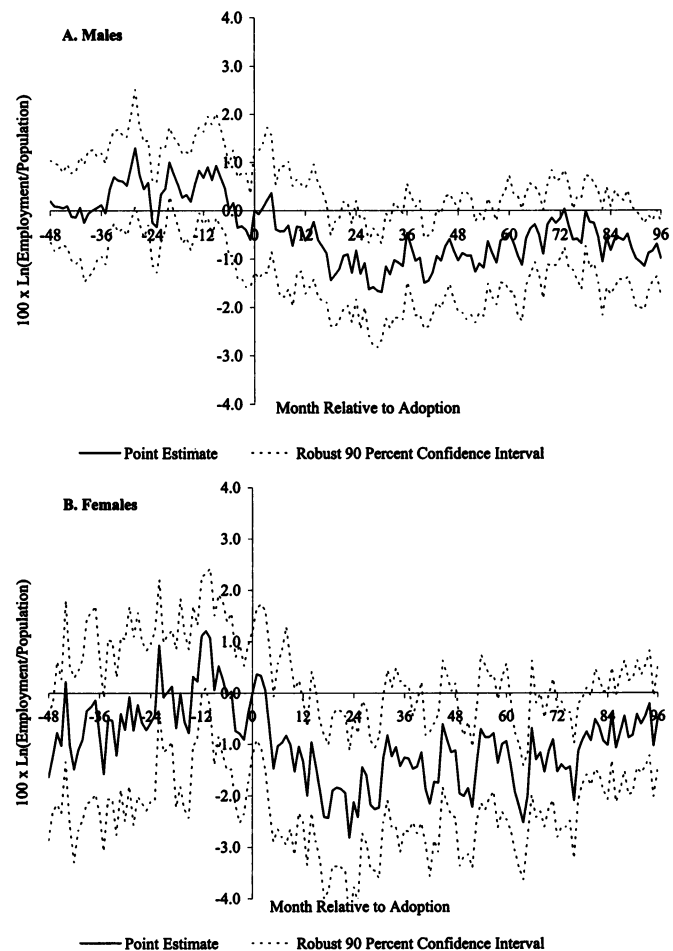 4.0
A. Males
3.0
2.0
1.0
0.0
-48 -36 -24 -12 0 12 24 36 48 60 72 84 96
-1.0
-2.0
-3.0
-4.0
100 x Ln(Employment/Population)
Month Relative to Adoption
Point Estimate Robust 90 Percent Confidence Interval
4.0
B. Females
3.0
2.0
1.0
0.0
-48 -36 -24 -12 0 12 24 36 48 60 72 84 96
-1.0
-2.0
-3.0
-4.0
100 x Ln(Employment/Population)
Month Relative to Adoption
Point Estimate Robust 90 Percent Confidence Interval